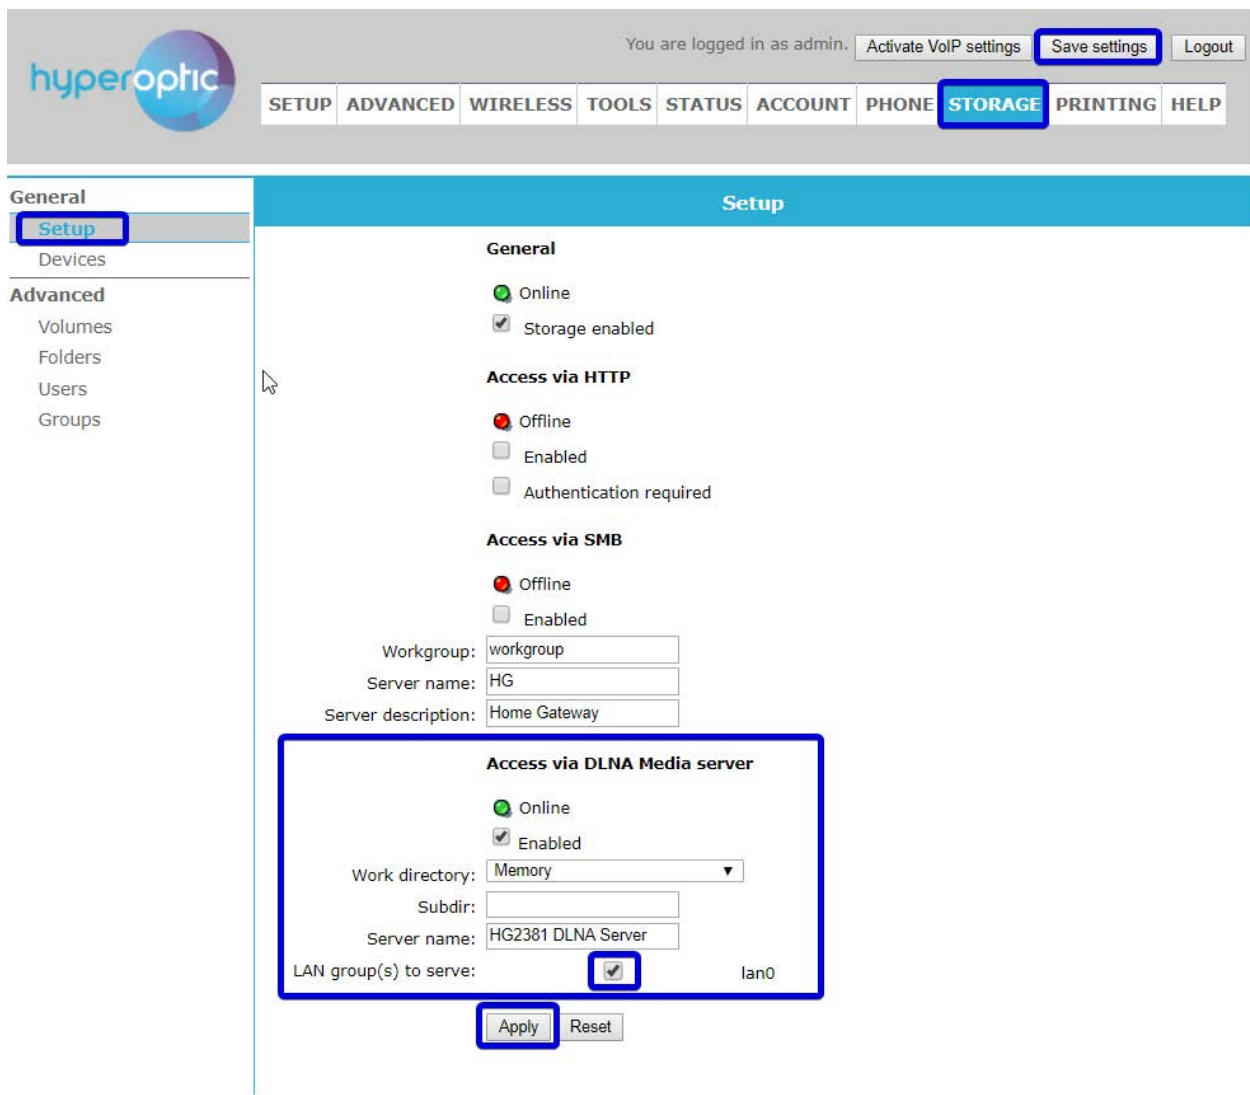 hyperoptic
You are logged in as admin. Activate VoIP settings Save settings Logout
SETUP ADVANCED WIRELESS TOOLS STATUS ACCOUNT PHONE STORAGE PRINTING HELP
General
Setup
Devices
Advanced
Volumes
Folders
Users
Groups
Setup
General
Online
Storage enabled
Access via HTTP
Offline
Enabled
Authentication required
Access via SMB
Offline
Enabled
Workgroup: workgroup
Server name: HG
Server description: Home Gateway
Access via DLNA Media server
Online
Enabled
Work directory: Memory
Subdir:
Server name: HG2381 DLNA Server
LAN group(s) to serve: lan0
Apply Reset